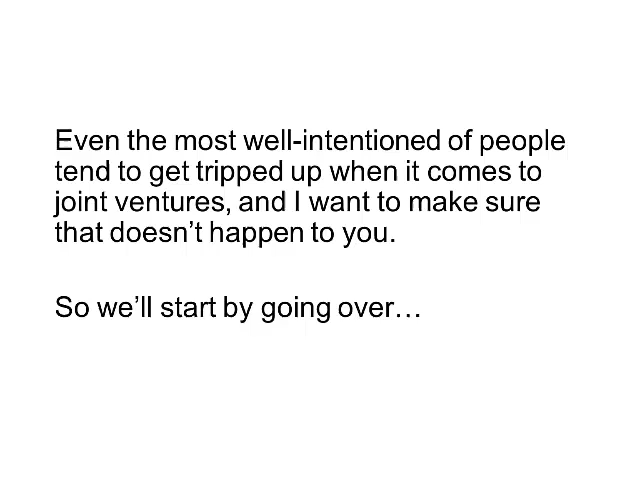 Even the most well-intentioned of people
tend to get tripped up when it comes to
joint ventures, and I want to make sure
that doesn’t happen to you.
So we’ll start by going over…